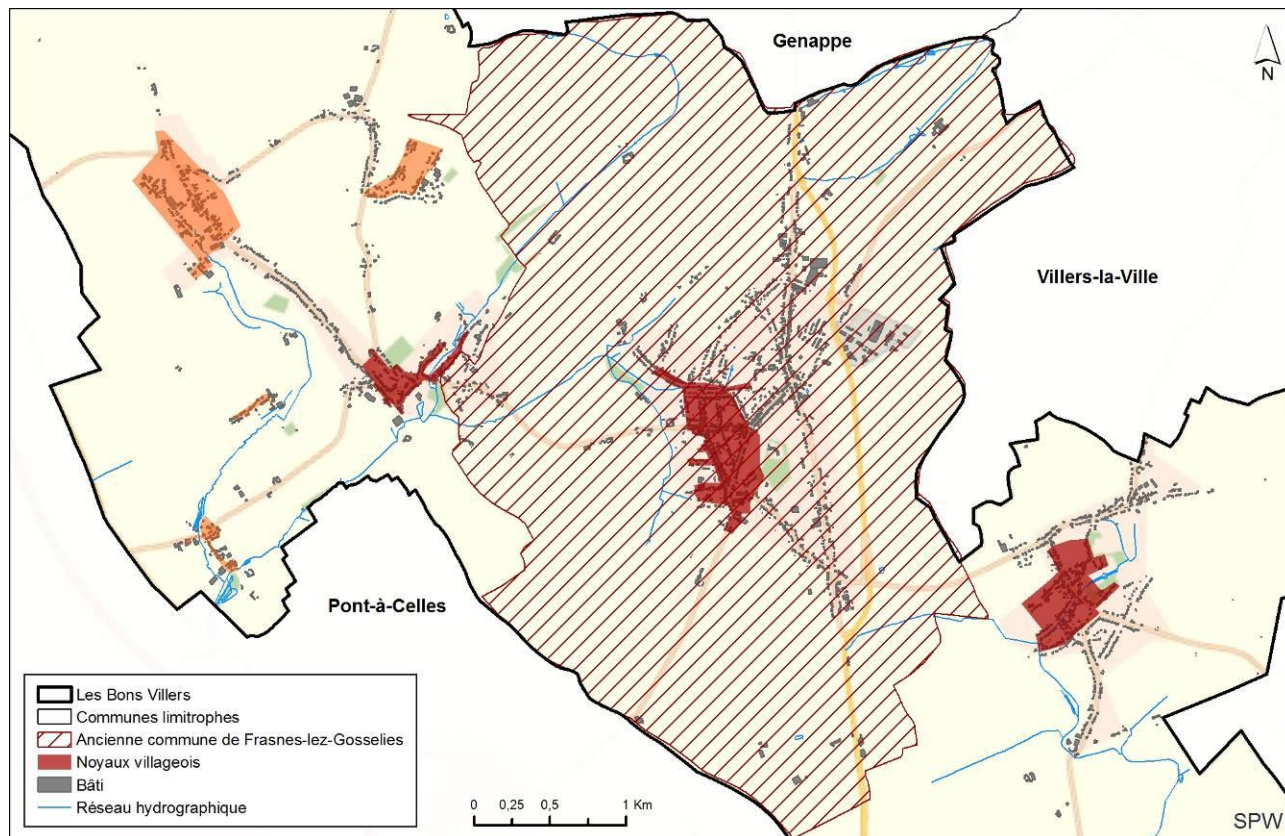 Genappe
N
Villers-la-Ville
Pont-à-Celles
Les Bons Villers
Communes limitrophes
Ancienne commune de Frasnes-lez-Gosselies
Noyaux villageois
Bâti
Réseau hydrographique
0 0,25 0,5 1 Km
SPW